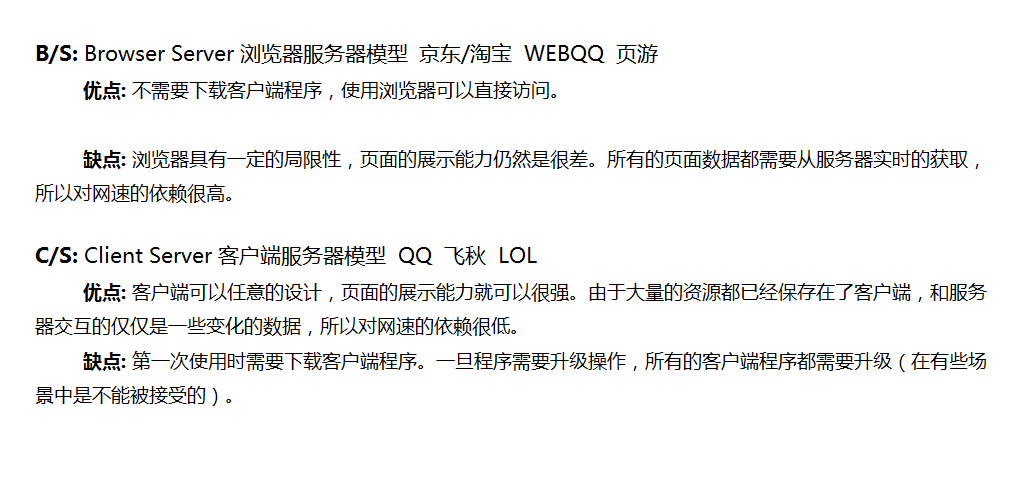 B/S: Browser Server 浏览器服务器模型 京东/淘宝 WEBQQ 页游
优点: 不需要下载客户端程序，使用浏览器可以直接访问。
缺点: 浏览器具有一定的局限性，页面的展示能力仍然是很差。所有的页面数据都需要从服务器实时的获取，
所以对网速的依赖很高。
C/S: Client Server 客户端服务器模型 QQ 飞秋 LOL
优点: 客户端可以任意的设计，页面的展示能力就可以很强。由于大量的资源都已经保存在了客户端，和服务
器交互的仅仅是一些变化的数据，所以对网速的依赖很低。
缺点: 第一次使用时需要下载客户端程序。一旦程序需要升级操作，所有的客户端程序都需要升级（在有些场
景中是不能被接受的）。